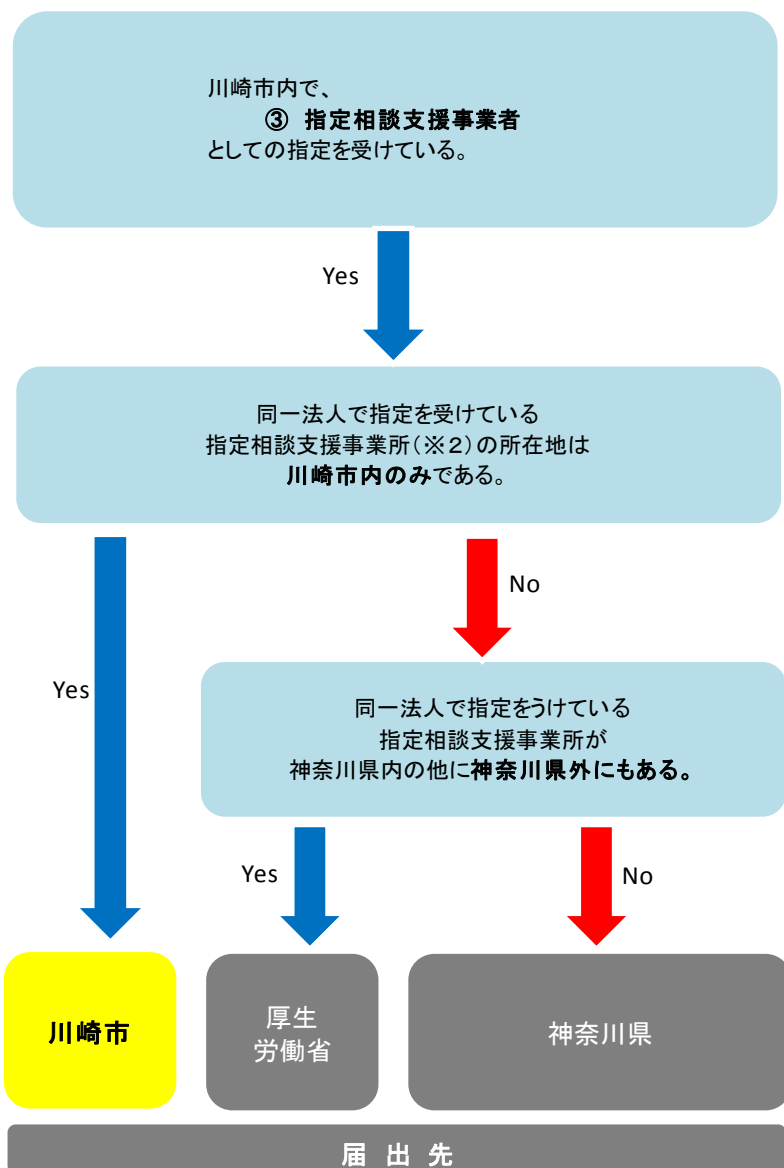 川崎市内で、
③ 指定相談支援事業者
としての指定を受けている。
Yes
同一法人で指定を受けている
指定相談支援事業所(※2)の所在地は
川崎市内のみである。
No
Yes
同一法人で指定をうけている
指定相談支援事業所が
神奈川県内の他に神奈川県外にもある。
Yes
No
川崎市
厚生
労働省
神奈川県
届 出 先